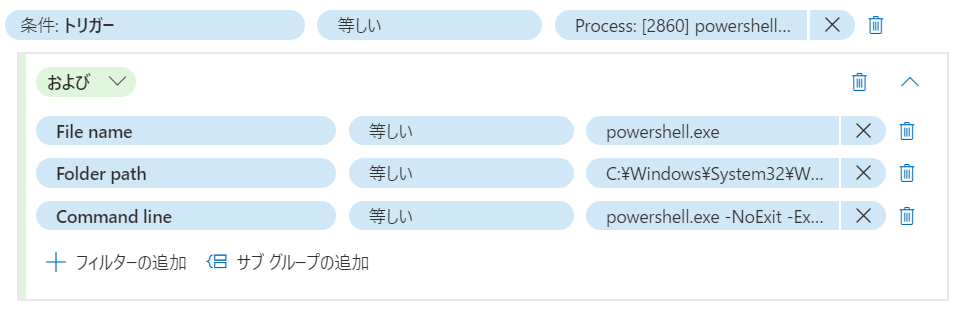 条件: トリガー 等しい Process: [2860] powershell...
および
File name 等しい powershell.exe
Folder path 等しい C:¥Windows¥System32¥W...
Command line 等しい powershell.exe -NoExit -Ex...
フィルターの追加 サブ グループの追加